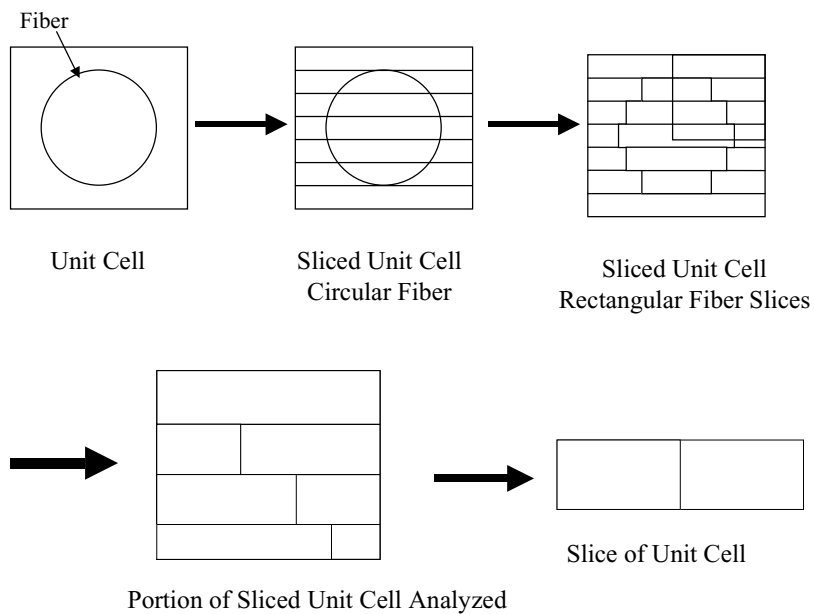 Fiber
Unit Cell
Sliced Unit Cell
Circular Fiber
Sliced Unit Cell
Rectangular Fiber Slices
Portion of Sliced Unit Cell Analyzed
Slice of Unit Cell